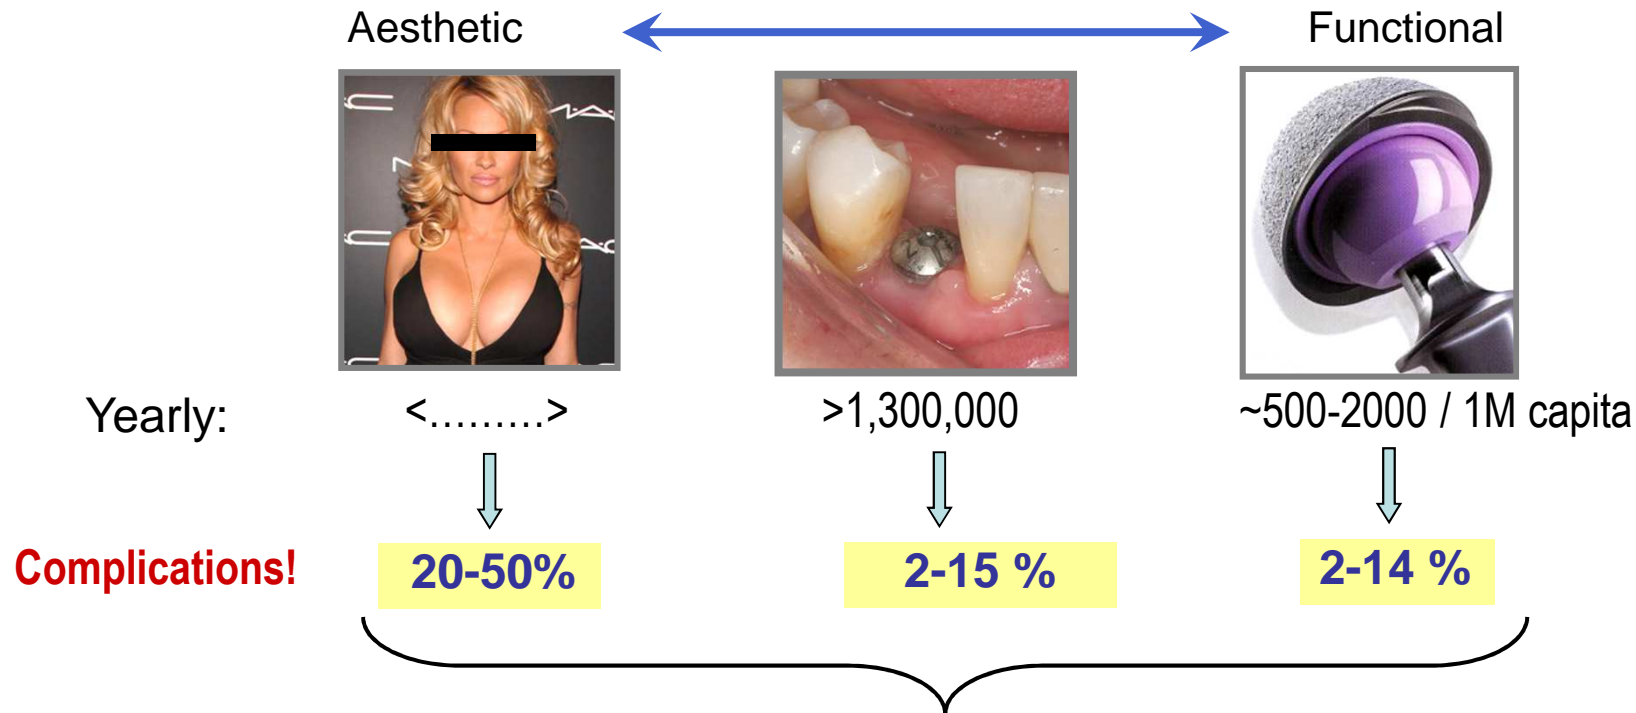 Aesthetic Functional
Yearly: <.........> >1,300,000 ~500-2000 / 1M capita
Complications! 20-50% 2-15 % 2-14 %